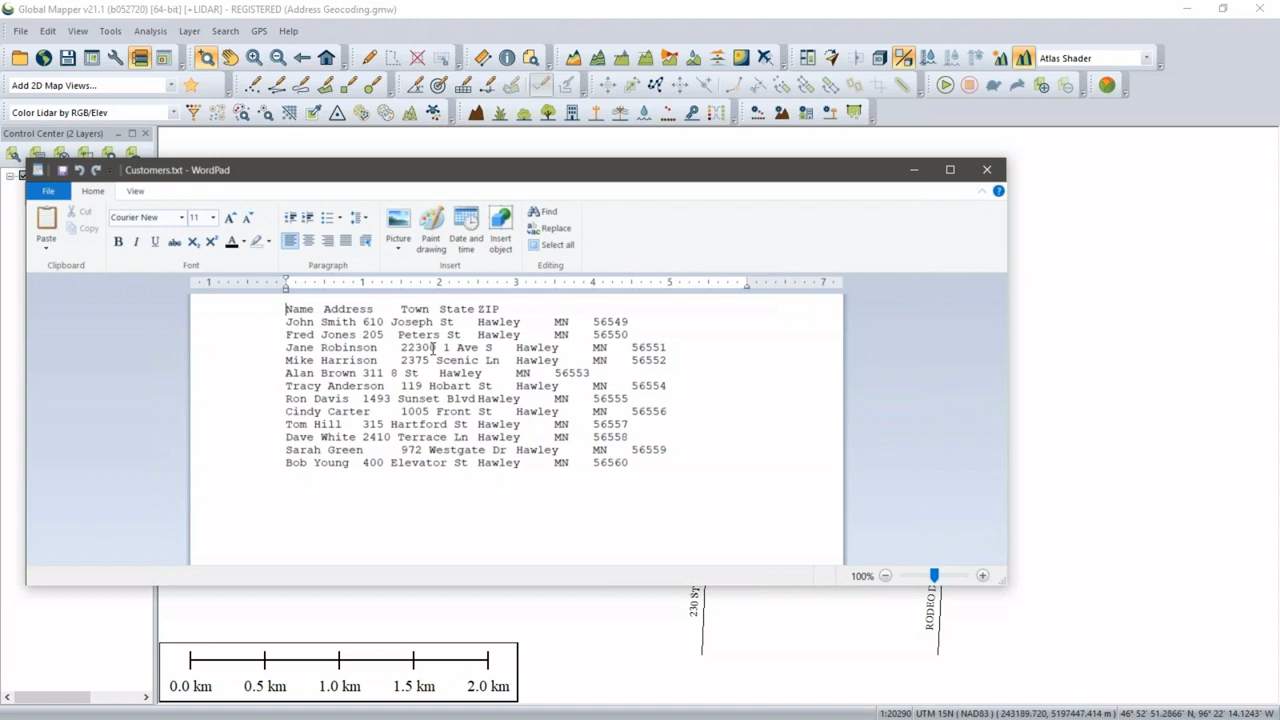 Global Mapper v21.1 (b052720) [64-bit] [+LIDAR] - REGISTERED (Address Geocoding.gmw)
File Edit View Tools Analysis Layer Search GPS Help
Atlas Shader
Add 2D Map Views...
Color Lidar by RGB/Elev
Control Center (2 Layers)
Customers.txt - WordPad
File Home View
Paste
Cut
Copy
Clipboard
Courier New 11
Font
Paragraph
Picture
Paint drawing
Date and time
Insert object
Insert
Find
Replace
Select all
Editing
1 1 2 3 4 5 7
Name Address Town State ZIP
John Smith 610 Joseph St Hawley MN 56549
Fred Jones 205 Peters St Hawley MN 56550
Jane Robinson 22300 1 Ave S Hawley MN 56551
Mike Harrison 2375 Scenic Ln Hawley MN 56552
Alan Brown 311 8 St Hawley MN 56553
Tracy Anderson 119 Hobart St Hawley MN 56554
Ron Davis 1493 Sunset Blvd Hawley MN 56555
Cindy Carter 1005 Front St Hawley MN 56556
Tom Hill 315 Hartford St Hawley MN 56557
Dave White 2410 Terrace Ln Hawley MN 56558
Sarah Green 972 Westgate Dr Hawley MN 56559
Bob Young 400 Elevator St Hawley MN 56560
100%
230 ST
RODEO
0.0 km 0.5 km 1.0 km 1.5 km 2.0 km
1:20290 UTM 15N ( NAD83 ) ( 243189.720, 5197447.414 m ) 46° 52' 51.2866" N, 96° 22' 14.1243" W